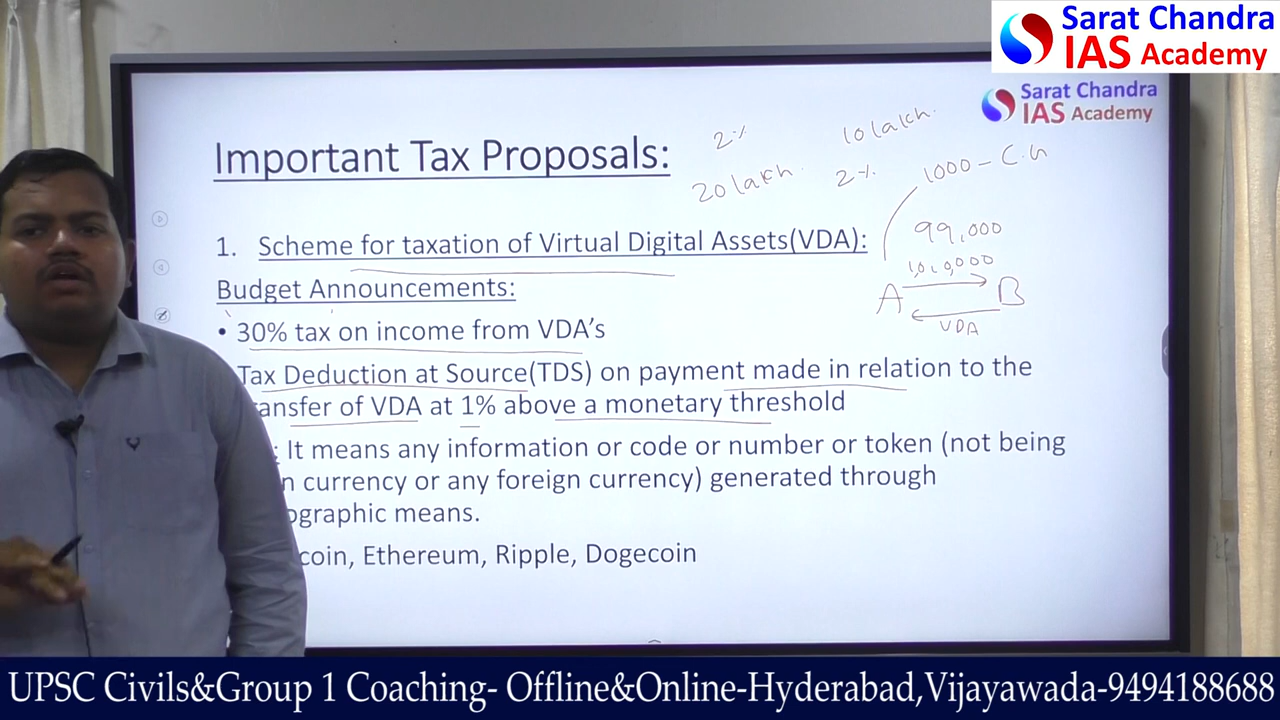 Sarat Chandra
IAS Academy
Sarat Chandra
IAS Academy
Important Tax Proposals:
2%
10 lakh.
20 lakh.
2%.
1000 - C.G
99,000
1,00,000
A B
VDA
1. Scheme for taxation of Virtual Digital Assets(VDA):
Budget Announcements:
• 30% tax on income from VDA's
Tax Deduction at Source(TDS) on payment made in relation to the
ansfer of VDA at 1% above a monetary threshold
: It means any information or code or number or token (not being
n currency or any foreign currency) generated through
ographic means.
coin, Ethereum, Ripple, Dogecoin
UPSC Civils&Group 1 Coaching- Offline&Online-Hyderabad,Vijayawada-9494188688